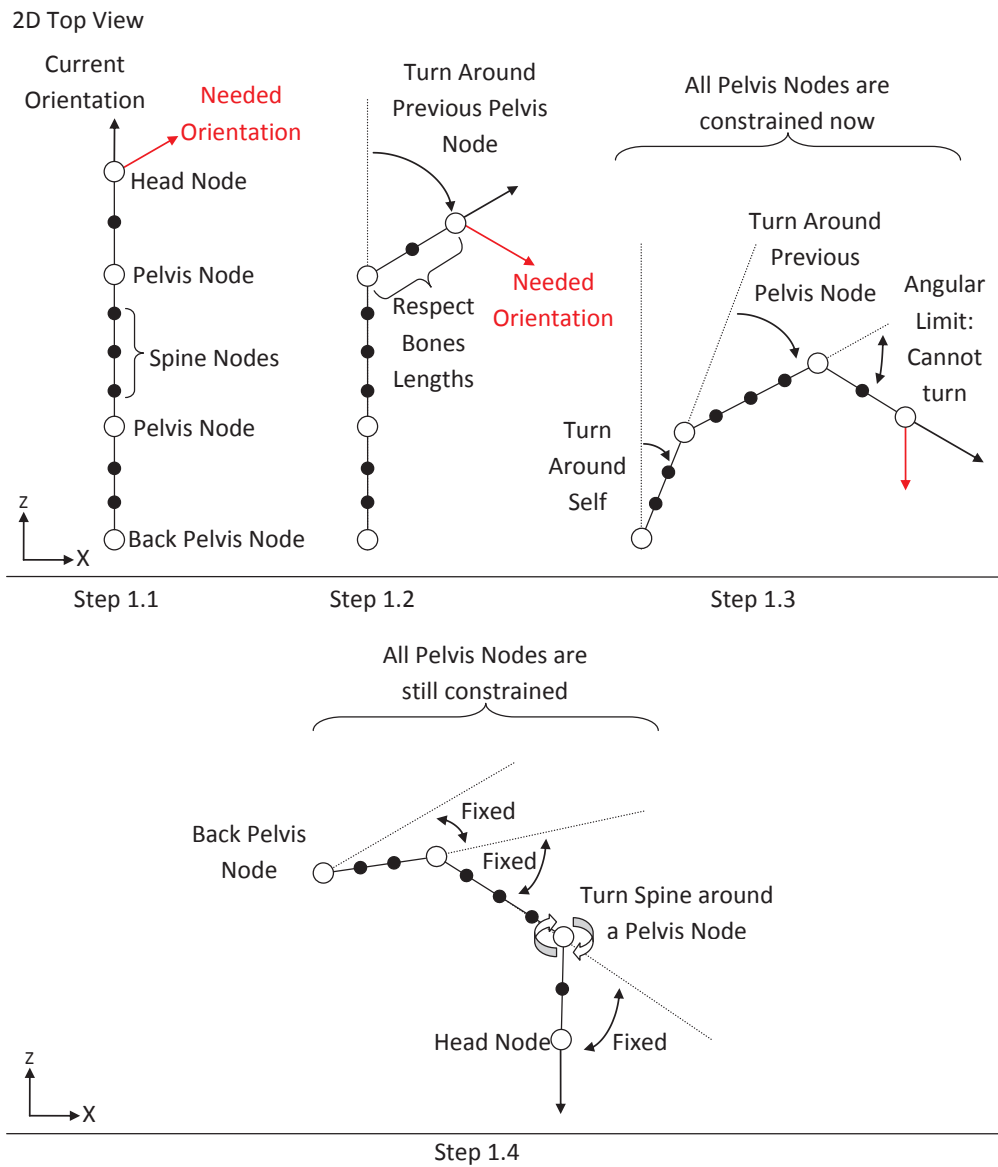 2D Top View
Current
Orientation
Needed
Orientation
Head Node
Pelvis Node
Spine Nodes
Pelvis Node
Back Pelvis Node
z
X
Step 1.1
Turn Around
Previous Pelvis
Node
Needed
Orientation
Respect
Bones
Lengths
Step 1.2
All Pelvis Nodes are
constrained now
Turn Around
Previous
Pelvis Node
Angular
Limit:
Cannot
turn
Turn
Around
Self
Step 1.3
All Pelvis Nodes are
still constrained
Back Pelvis
Node
Fixed
Fixed
Turn Spine around
a Pelvis Node
Head Node
Fixed
z
X
Step 1.4